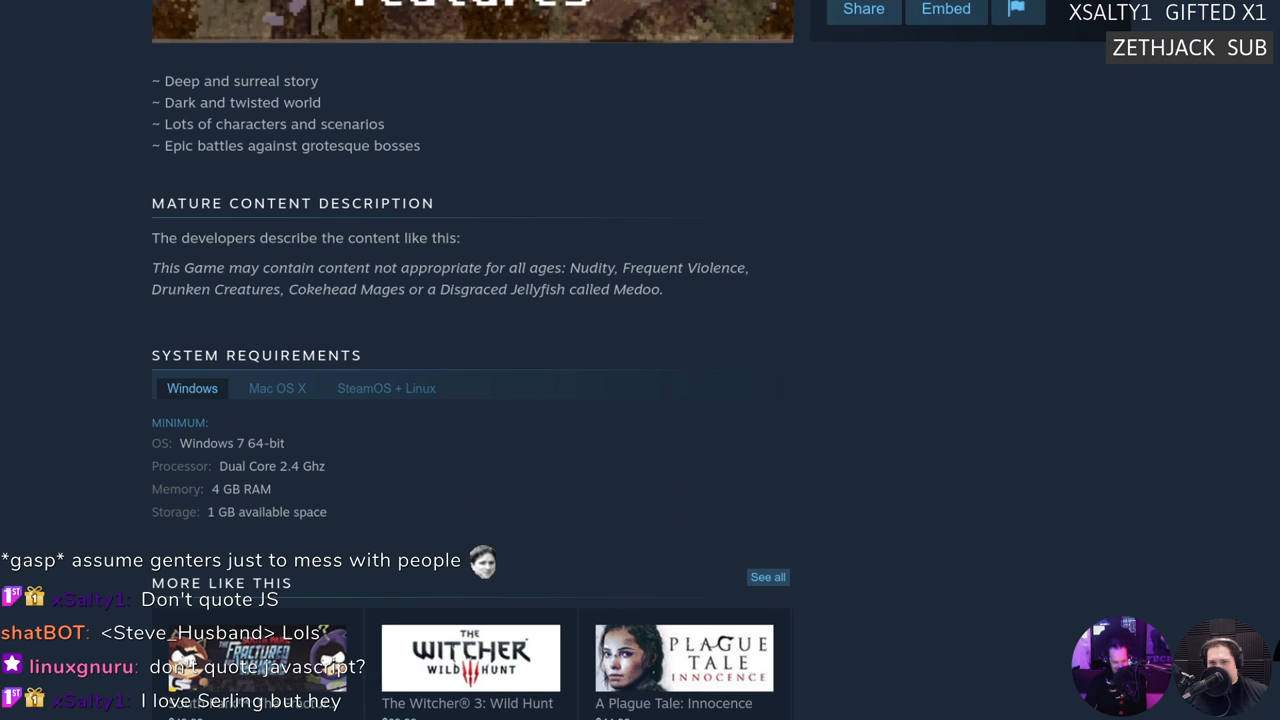 Features
Share Embed
XSALTY1 GIFTED X1
ZETHJACK SUB
~ Deep and surreal story
~ Dark and twisted world
~ Lots of characters and scenarios
~ Epic battles against grotesque bosses
MATURE CONTENT DESCRIPTION
The developers describe the content like this:
This Game may contain content not appropriate for all ages: Nudity, Frequent Violence,
Drunken Creatures, Cokehead Mages or a Disgraced Jellyfish called Medoo.
SYSTEM REQUIREMENTS
Windows Mac OS X SteamOS + Linux
MINIMUM:
OS: Windows 7 64-bit
Processor: Dual Core 2.4 Ghz
Memory: 4 GB RAM
Storage: 1 GB available space
*gasp* assume genters just to mess with people
MORE LIKE THIS
See all
xSalty1: Don't quote JS
shatBOT: <Steve_Husband> Lols'
linuxgnuru: don't quote javascript?
xSalty1: I love Serling but hey
FRACTURED
THE WITCHER WILD HUNT
A PLAGUE TALE INNOCENCE
The Witcher® 3: Wild Hunt
A Plague Tale: Innocence